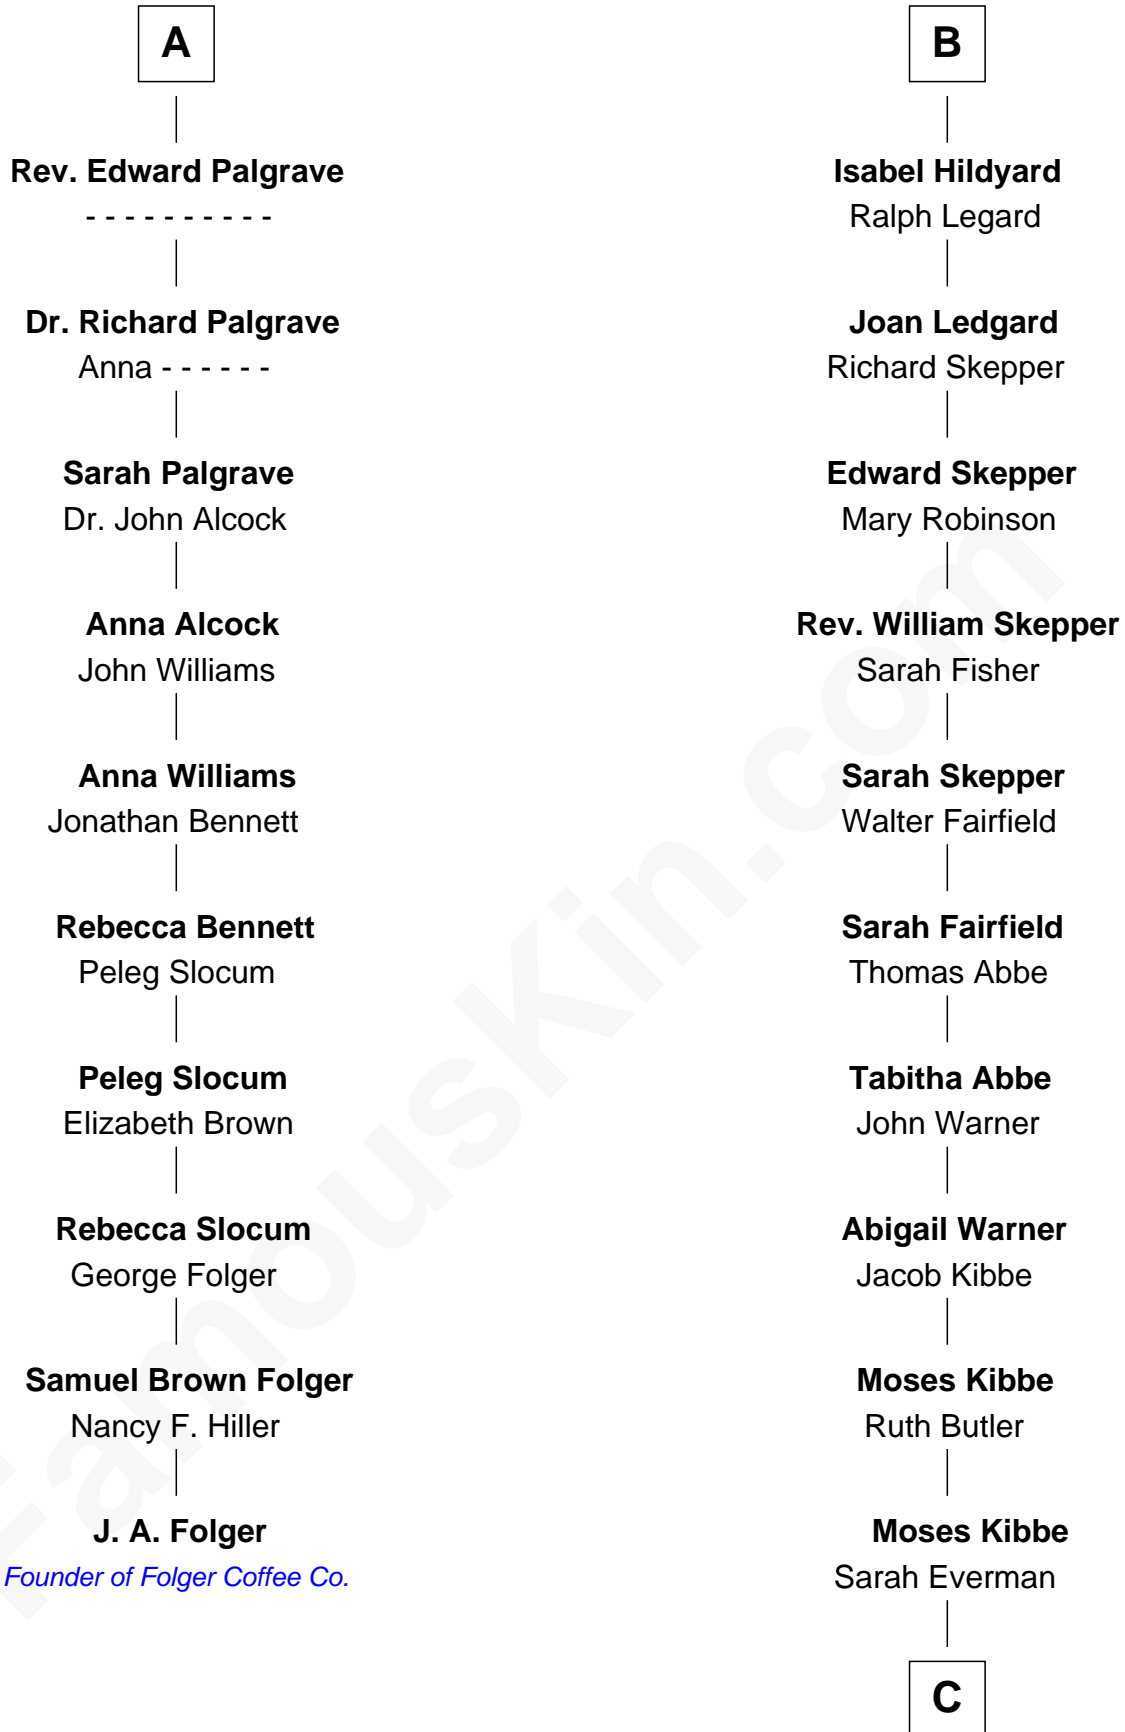 A
Rev. Edward Palgrave
- - - - - - - - - -
Dr. Richard Palgrave
Anna - - - - - -
Sarah Palgrave
Dr. John Alcock
Anna Alcock
John Williams
Anna Williams
Jonathan Bennett
Rebecca Bennett
Peleg Slocum
Peleg Slocum
Elizabeth Brown
Rebecca Slocum
George Folger
Samuel Brown Folger
Nancy F. Hiller
J. A. Folger
Founder of Folger Coffee Co.
B
Isabel Hildyard
Ralph Legard
Joan Ledgard
Richard Skepper
Edward Skepper
Mary Robinson
Rev. William Skepper
Sarah Fisher
Sarah Skepper
Walter Fairfield
Sarah Fairfield
Thomas Abbe
Tabitha Abbe
John Warner
Abigail Warner
Jacob Kibbe
Moses Kibbe
Ruth Butler
Moses Kibbe
Sarah Everman
C
FamousKin.com